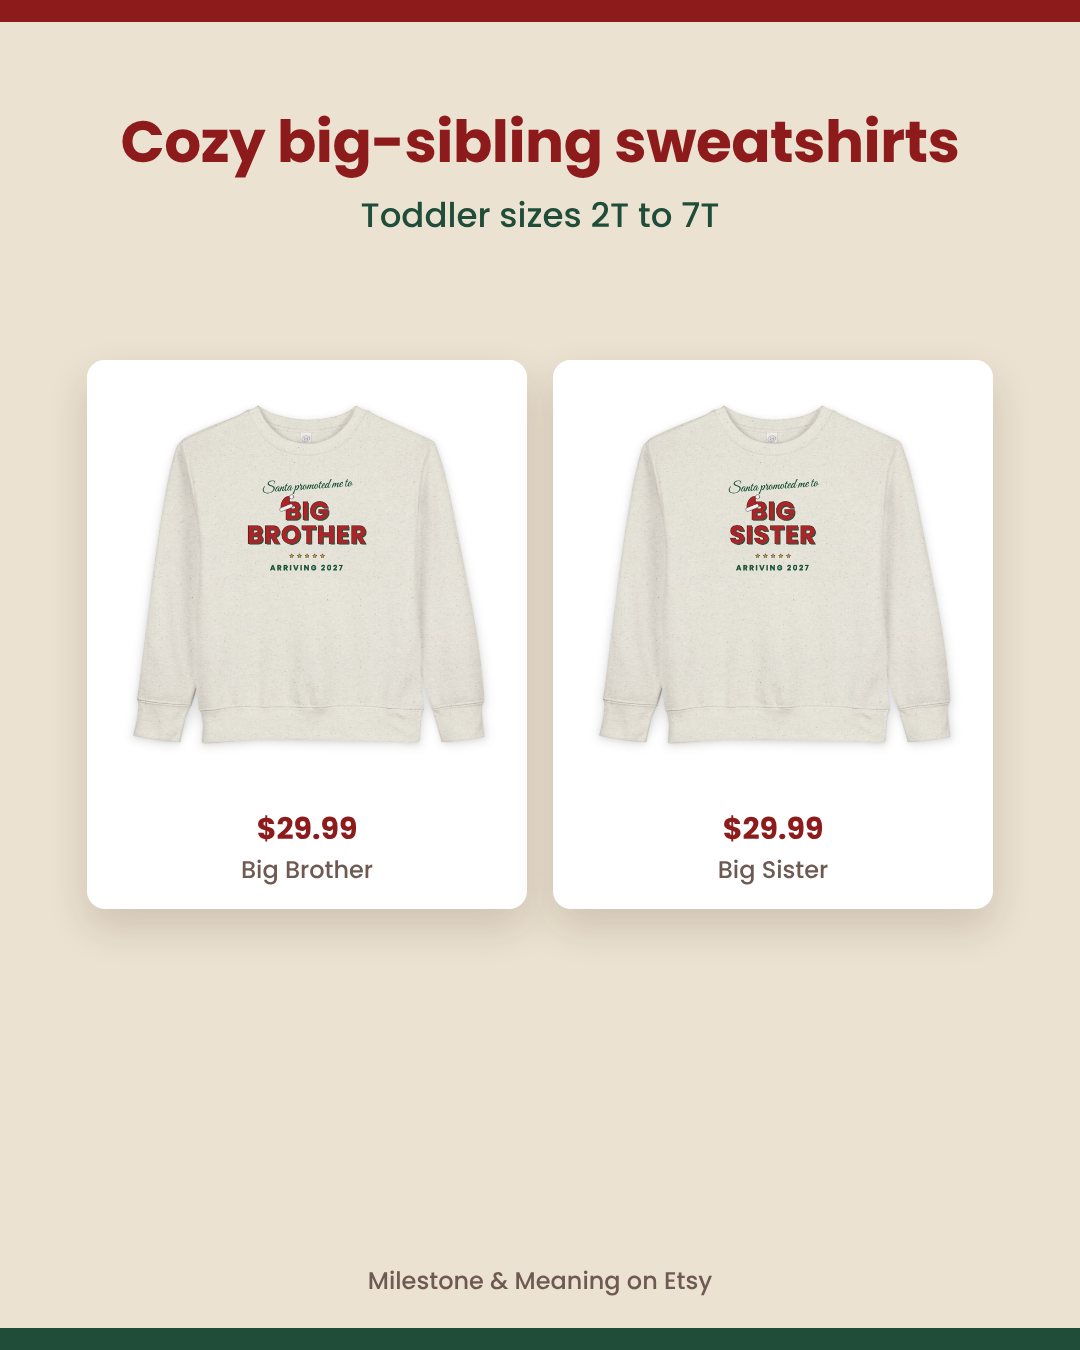 Cozy big-sibling sweatshirts
Toddler sizes 2T to 7T
Santa promoted me to
BIG
BROTHER
ARRIVING 2027
$29.99
Big Brother
Santa promoted me to
BIG
SISTER
ARRIVING 2027
$29.99
Big Sister
Milestone & Meaning on Etsy